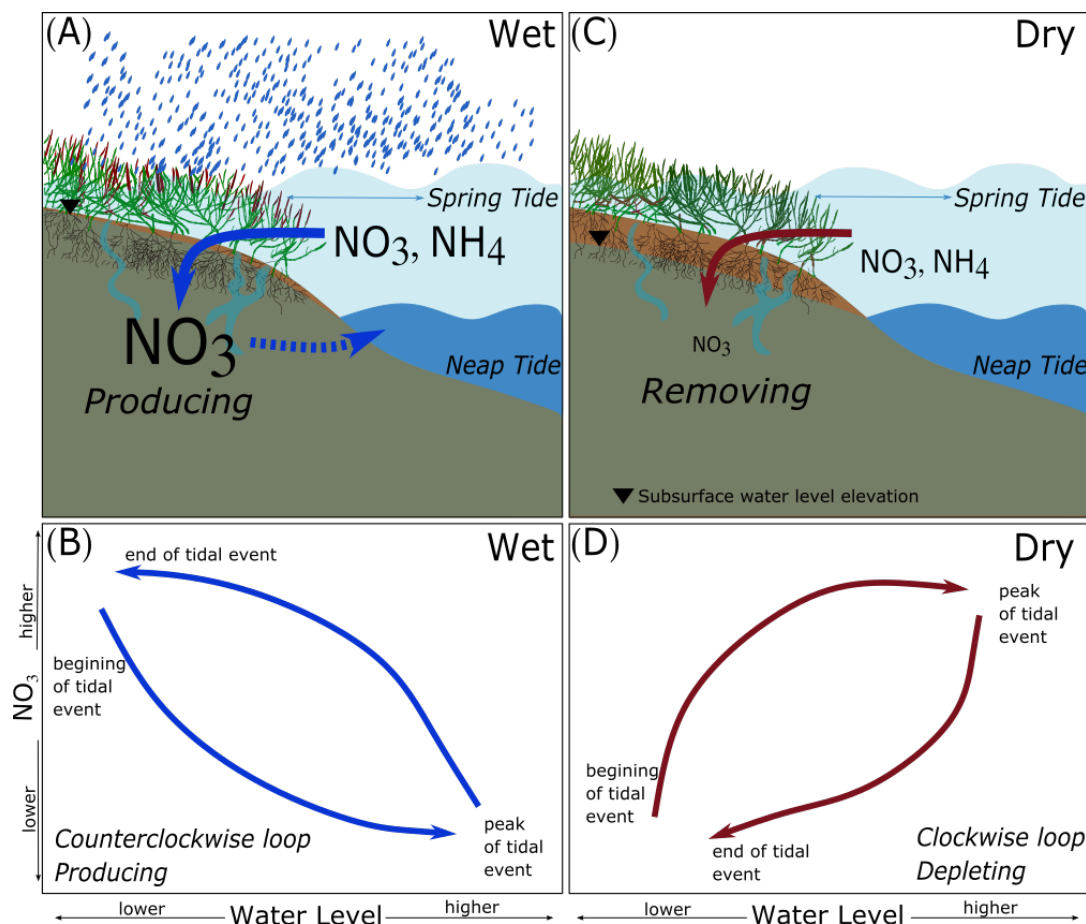 (A) Wet
Spring Tide
NO3, NH4
NO3
Producing
Neap Tide
(C) Dry
Spring Tide
NO3, NH4
NO3
Removing
Neap Tide
Subsurface water level elevation
(B) Wet
end of tidal event
begining
of tidal
event
peak
of tidal
event
Counterclockwise loop
Producing
higher
NO3
lower
lower Water Level higher
(D) Dry
peak
of tidal
event
begining
of tidal
event
end of tidal
event
Clockwise loop
Depleting
lower Water Level higher